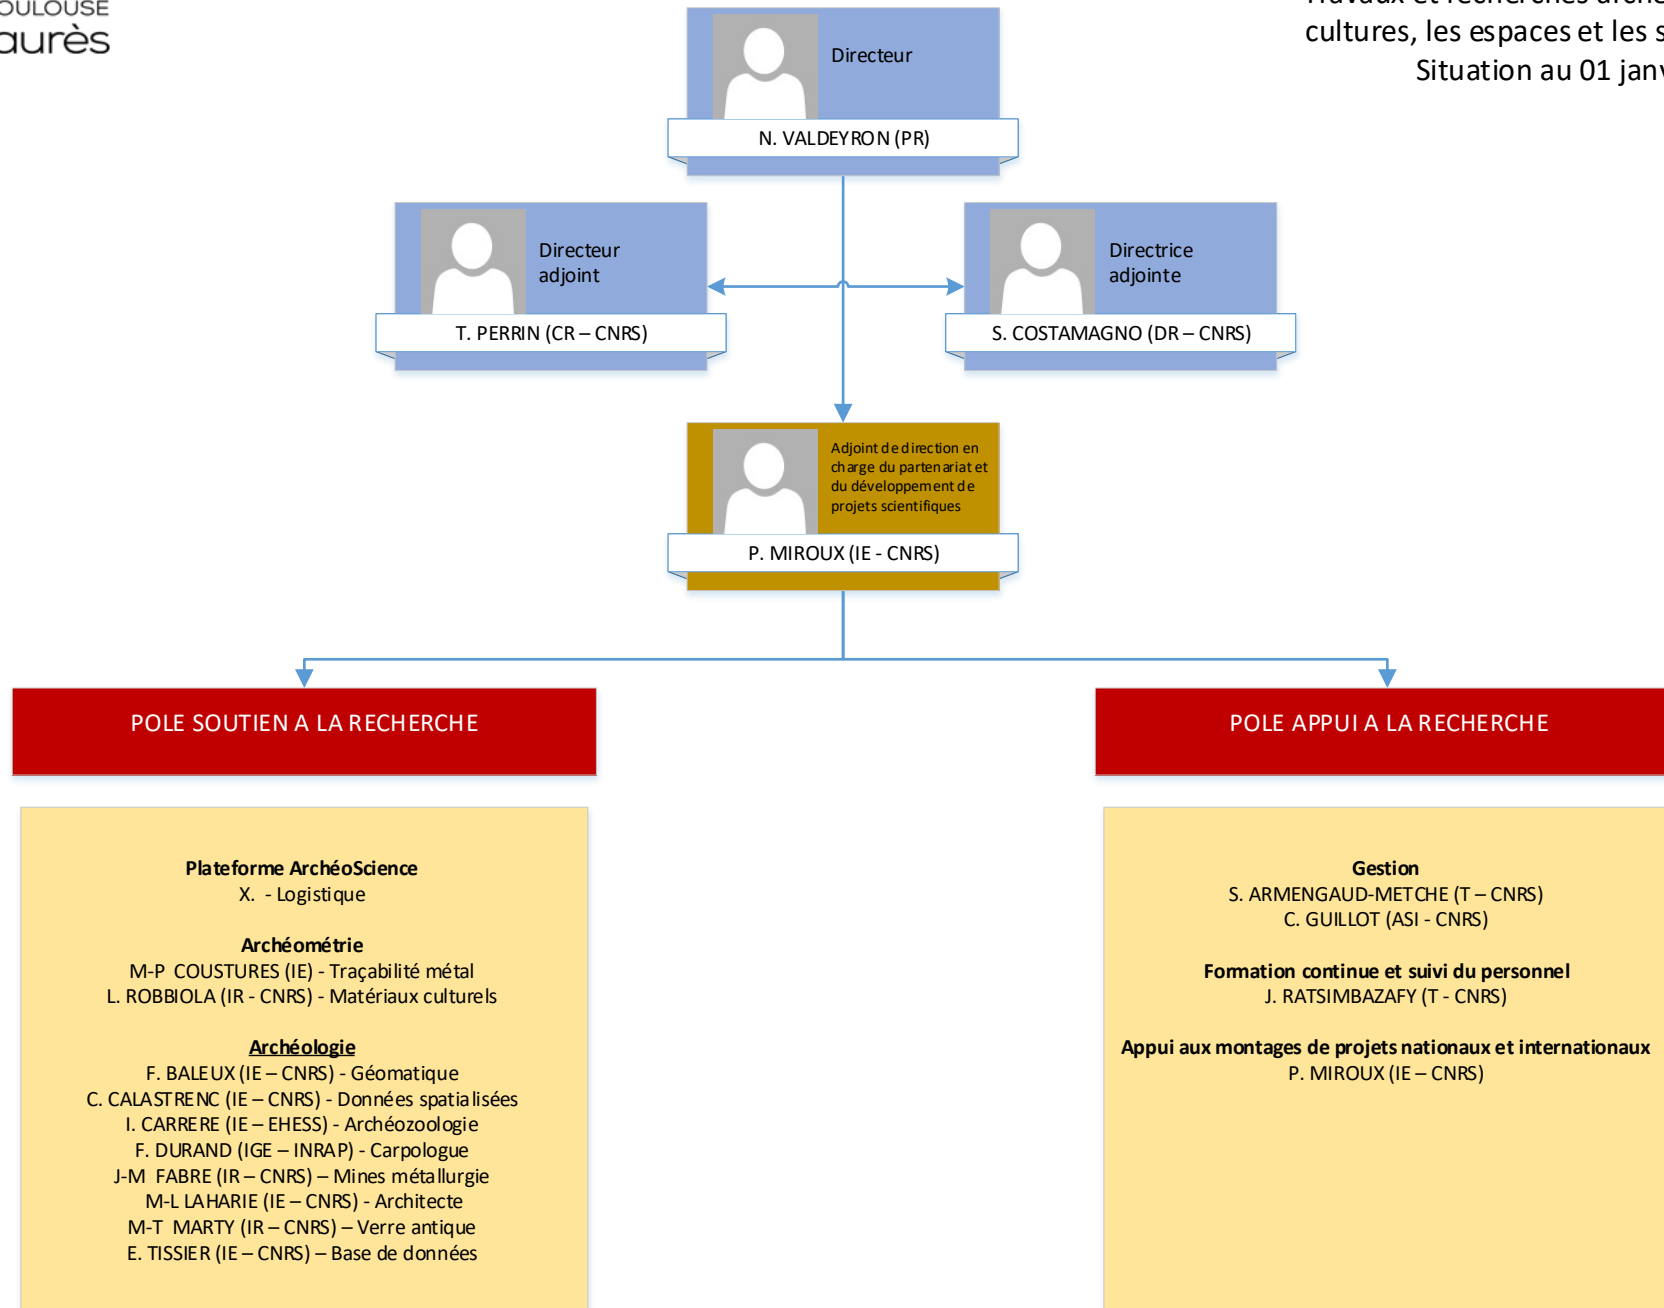 TOULOUSE
aurès
Travaux et recherches
cultures, les espaces et les
Situation au 01
Directeur
N. VALDEYRON (PR)
Directeur
adjoint
T. PERRIN (CR – CNRS)
Directrice
adjointe
S. COSTAMAGNO (DR – CNRS)
Adjoint de direction en
charge du partenariat et
du développement de
projets scientifiques
P. MIROUX (IE - CNRS)
POLE SOUTIEN A LA RECHERCHE
Plateforme ArchéoScience
X. - Logistique
Archéométrie
M-P COUSTURES (IE) - Traçabilité métal
L. ROBBIOLA (IR - CNRS) - Matériaux culturels
Archéologie
F. BALEUX (IE – CNRS) - Géomatique
C. CALASTRENC (IE – CNRS) - Données spatialisées
I. CARRERE (IE – EHESS) - Archéozoologie
F. DURAND (IGE – INRAP) - Carpologue
J-M FABRE (IR – CNRS) – Mines métallurgie
M-L LAHARIE (IE – CNRS) - Architecte
M-T MARTY (IR – CNRS) – Verre antique
E. TISSIER (IE – CNRS) – Base de données
POLE APPUI A LA RECHERCHE
Gestion
S. ARMENGAUD-METCHE (T – CNRS)
C. GUILLOT (ASI - CNRS)
Formation continue et suivi du personnel
J. RATSIMBAZAFY (T - CNRS)
Appui aux montages de projets nationaux et internationaux
P. MIROUX (IE – CNRS)